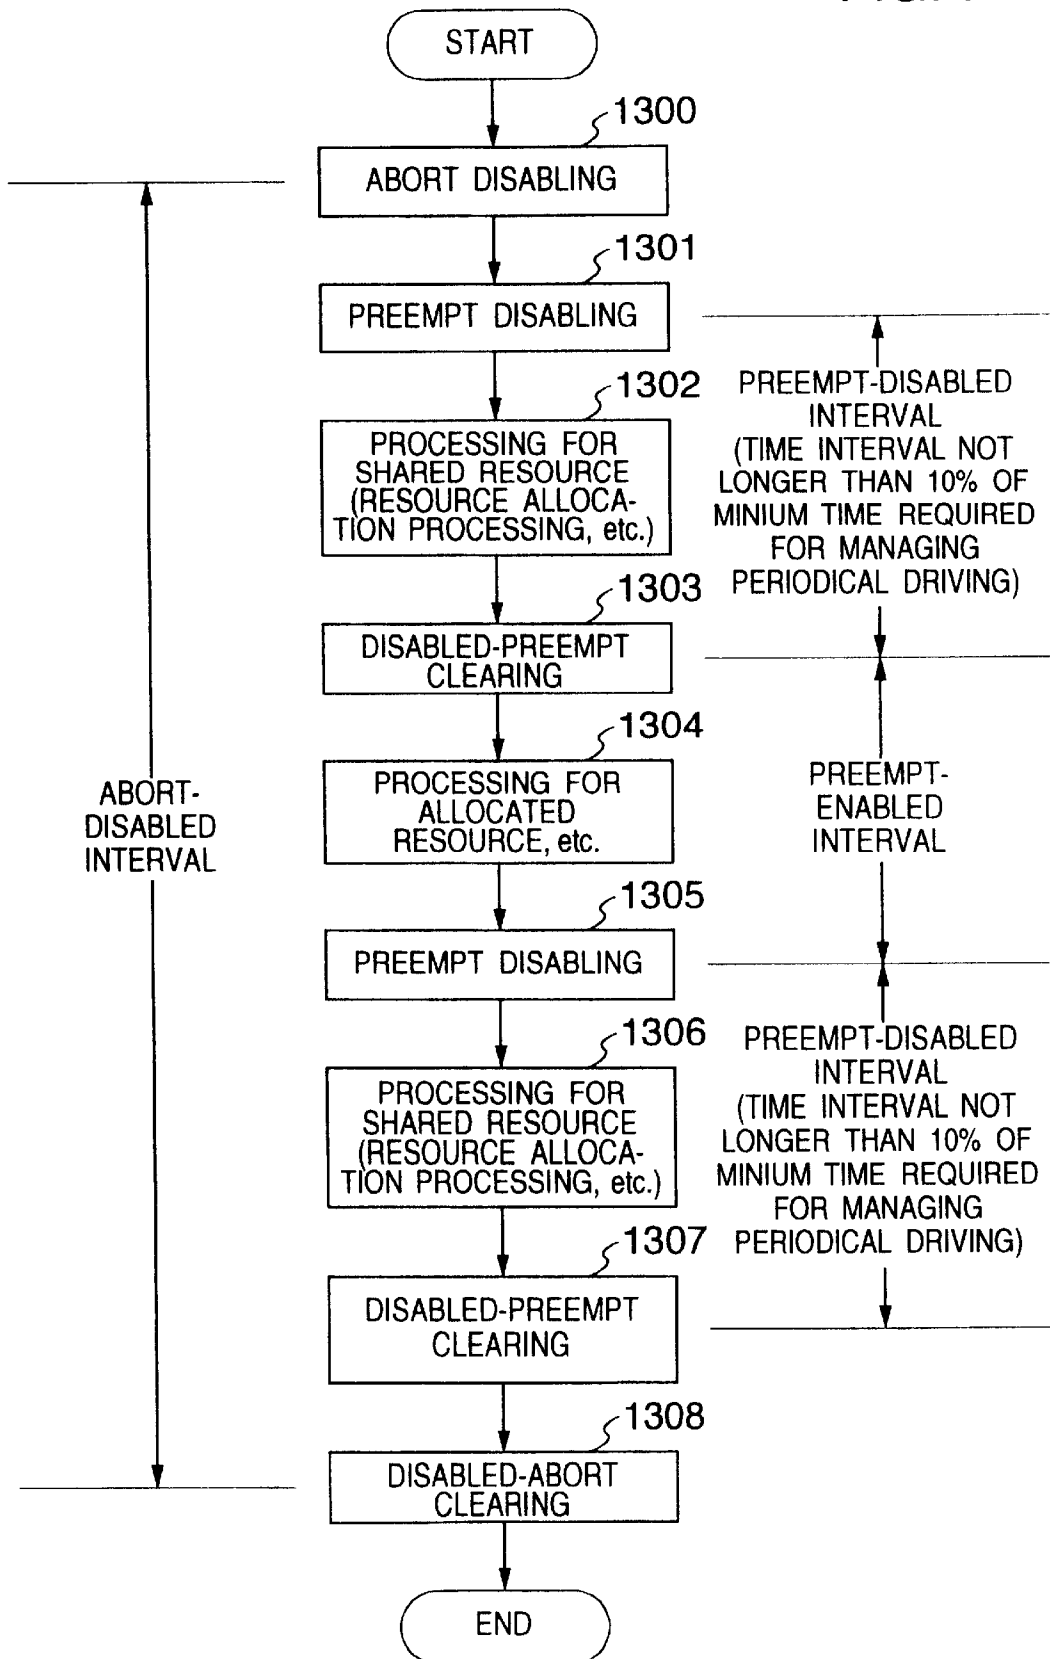 START
1300
ABORT DISABLING
1301
PREEMPT DISABLING
1302
PROCESSING FOR
SHARED RESOURCE
(RESOURCE ALLOCA-
TION PROCESSING, etc.)
PREEMPT-DISABLED
INTERVAL
(TIME INTERVAL NOT
LONGER THAN 10% OF
MINIUM TIME REQUIRED
FOR MANAGING
PERIODICAL DRIVING)
1303
DISABLED-PREEMPT
CLEARING
1304
PROCESSING FOR
ALLOCATED
RESOURCE, etc.
PREEMPT-
ENABLED
INTERVAL
ABORT-
DISABLED
INTERVAL
1305
PREEMPT DISABLING
1306
PROCESSING FOR
SHARED RESOURCE
(RESOURCE ALLOCA-
TION PROCESSING, etc.)
PREEMPT-DISABLED
INTERVAL
(TIME INTERVAL NOT
LONGER THAN 10% OF
MINIUM TIME REQUIRED
FOR MANAGING
PERIODICAL DRIVING)
1307
DISABLED-PREEMPT
CLEARING
1308
DISABLED-ABORT
CLEARING
END